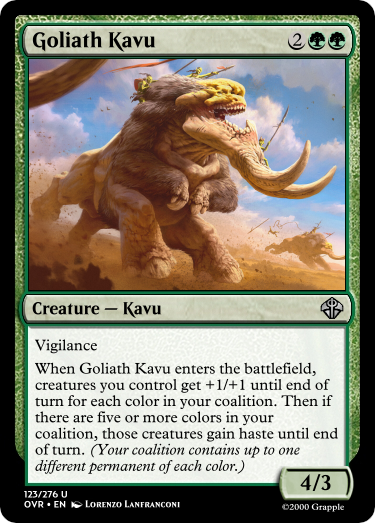 Goliath Kavu 2
Creature — Kavu
Vigilance
When Goliath Kavu enters the battlefield,
creatures you control get +1/+1 until end of
turn for each color in your coalition. Then if
there are five or more colors in your
coalition, those creatures gain haste until end
of turn. (Your coalition contains up to one
different permanent of each color.)
4/3
123/276 U
OVR • EN Lorenzo Lanfranconi
©2000 Grapple